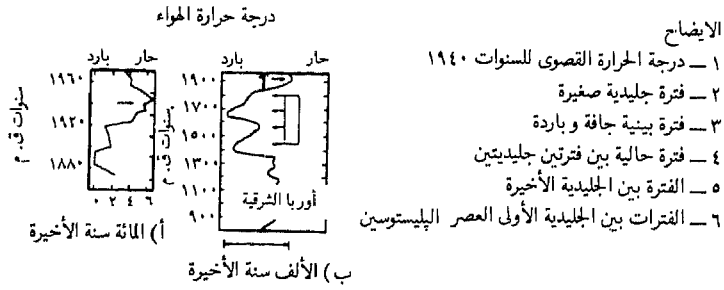 درجة حرارة الهواء
الايضاح
١ ــ درجة الحرارة القصوى للسنوات ١٩٤٠
٢ ــ فترة جليدية صغيرة
٣ ــ فترة بينية جافة و باردة
٤ ــ فترة حالية بين فترتين جليديتين
٥ ــ الفترة بين الجليدية الأخيرة
٦ ــ الفترات بين الجليدية الأولى العصر الپليستوسين
حار بارد
١٩٠٠
١٧٠٠
١٥٠٠
١٣٠٠
١١٠٠
٩٠٠
سنوات ق. م
أوربا الشرقية
ب) الألف سنة الأخيرة
حار بارد
١٩٦٠
١٩٢٠
١٨٨٠
سنوات ق. م
٠ ٢ ٤ ٦
أ) المائة سنة الأخيرة